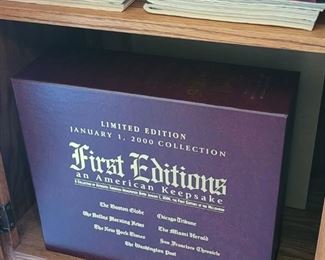 LIMITED EDITION
JANUARY 1, 2000 COLLECTION
First Editions
an American Keepsake
The Boston Globe
Chicago Tribune
The Dallas Morning News
The Miami Herald
The New York Times
San Francisco Chronicle
The Washington Post